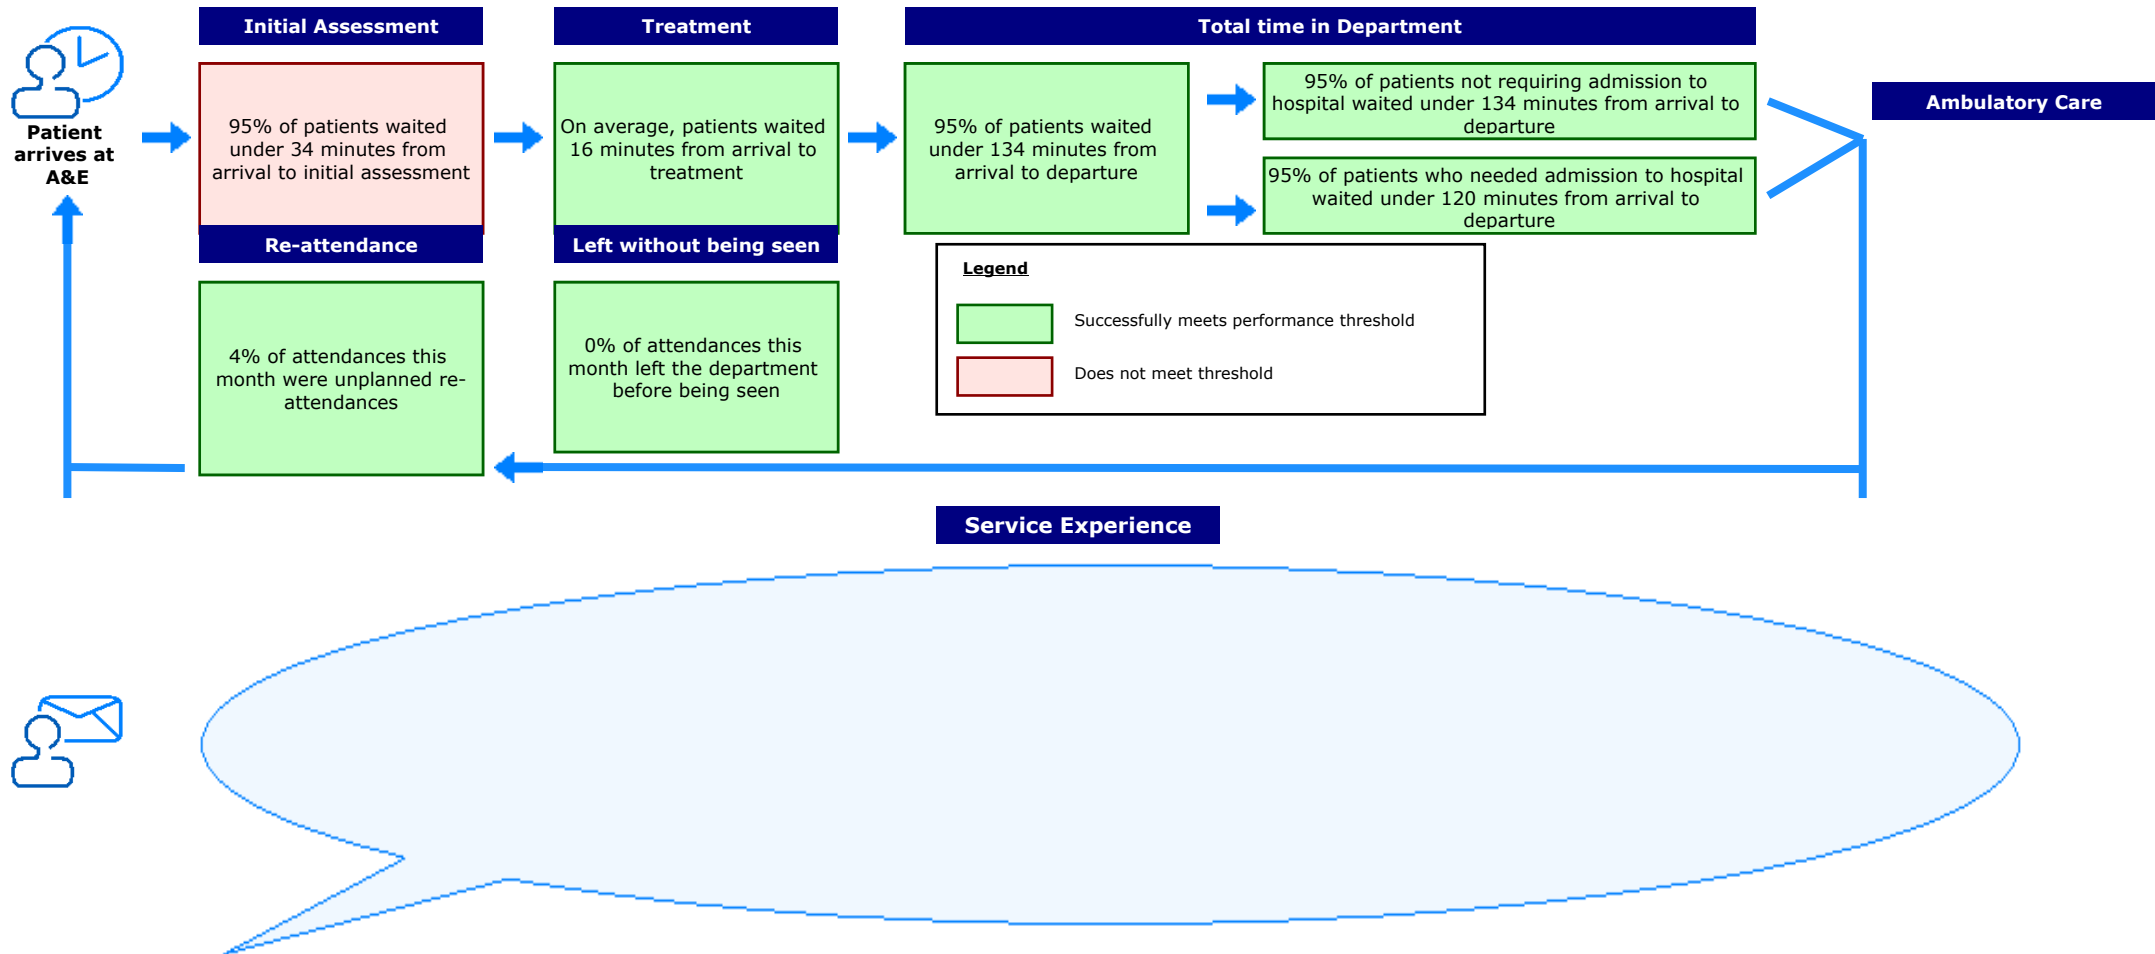 Initial Assessment
Treatment
Total time in Department
Ambulatory Care
Patient
arrives at
A&E
95% of patients waited
under 34 minutes from
arrival to initial assessment
On average, patients waited
16 minutes from arrival to
treatment
95% of patients waited
under 134 minutes from
arrival to departure
95% of patients not requiring admission to
hospital waited under 134 minutes from arrival to
departure
95% of patients who needed admission to hospital
waited under 120 minutes from arrival to
departure
Re-attendance
Left without being seen
4% of attendances this
month were unplanned re-
attendances
0% of attendances this
month left the department
before being seen
Legend
Successfully meets performance threshold
Does not meet threshold
Service Experience